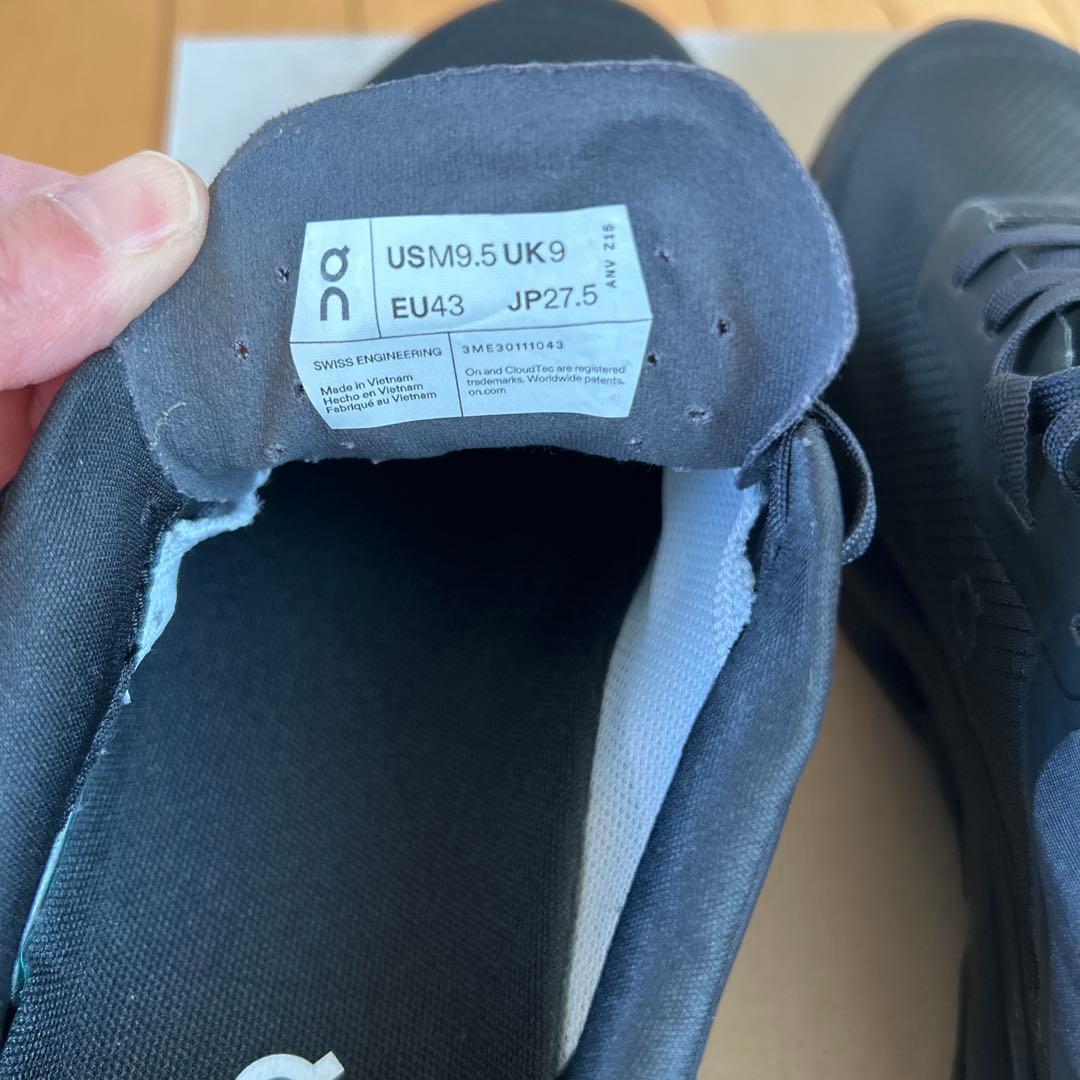 USM9.5 UK9
EU43 JP27.5
ANV Z15
SWISS ENGINEERING
Made in Vietnam
Hecho en Vietnam
Fabriqué au Vietnam
3ME30111043
On and CloudTec are registered
trademarks. Worldwide patents.
on.com